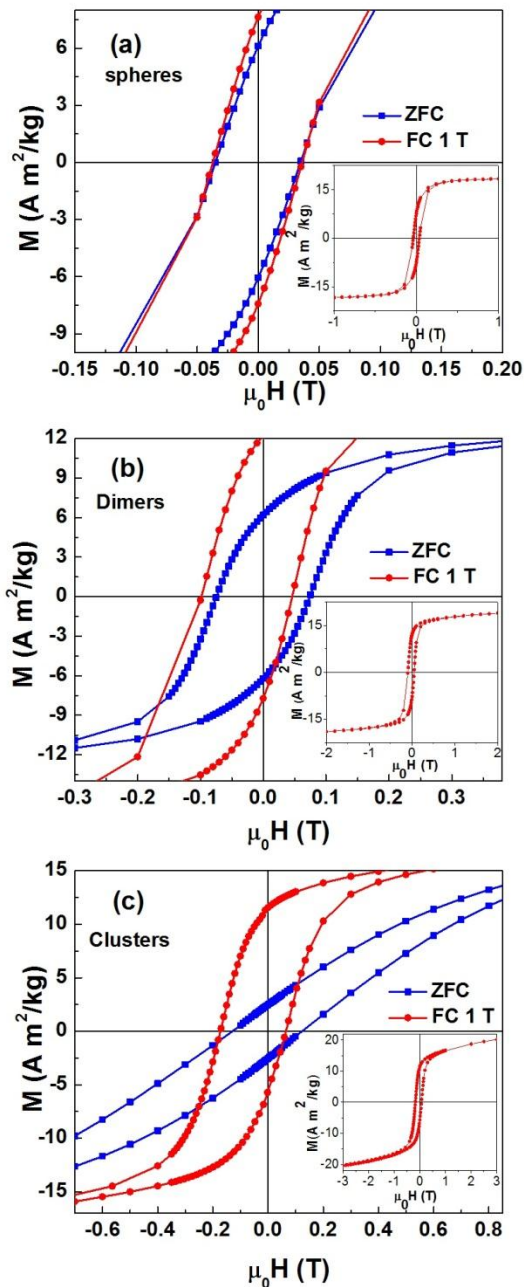 (a)
spheres
M (A m²/kg)
6
3
0
-3
-6
-9
ZFC
FC 1 T
M (A m²/kg)
15
0
-15
-1 0 1
μ₀H (T)
-0.15 -0.10 -0.05 0.00 0.05 0.10 0.15 0.20
μ₀H (T)
(b)
Dimers
M (A m²/kg)
12
9
6
3
0
-3
-6
-9
-12
ZFC
FC 1 T
M (A m²/kg)
15
0
-15
-2 -1 0 1 2
μ₀H (T)
-0.3 -0.2 -0.1 0.0 0.1 0.2 0.3
μ₀H (T)
(c)
Clusters
M (A m²/kg)
15
10
5
0
-5
-10
-15
ZFC
FC 1 T
M(A m²/kg)
20
10
0
-10
-20
-3 -2 -1 0 1 2 3
μ₀H (T)
-0.6 -0.4 -0.2 0.0 0.2 0.4 0.6 0.8
μ₀H (T)